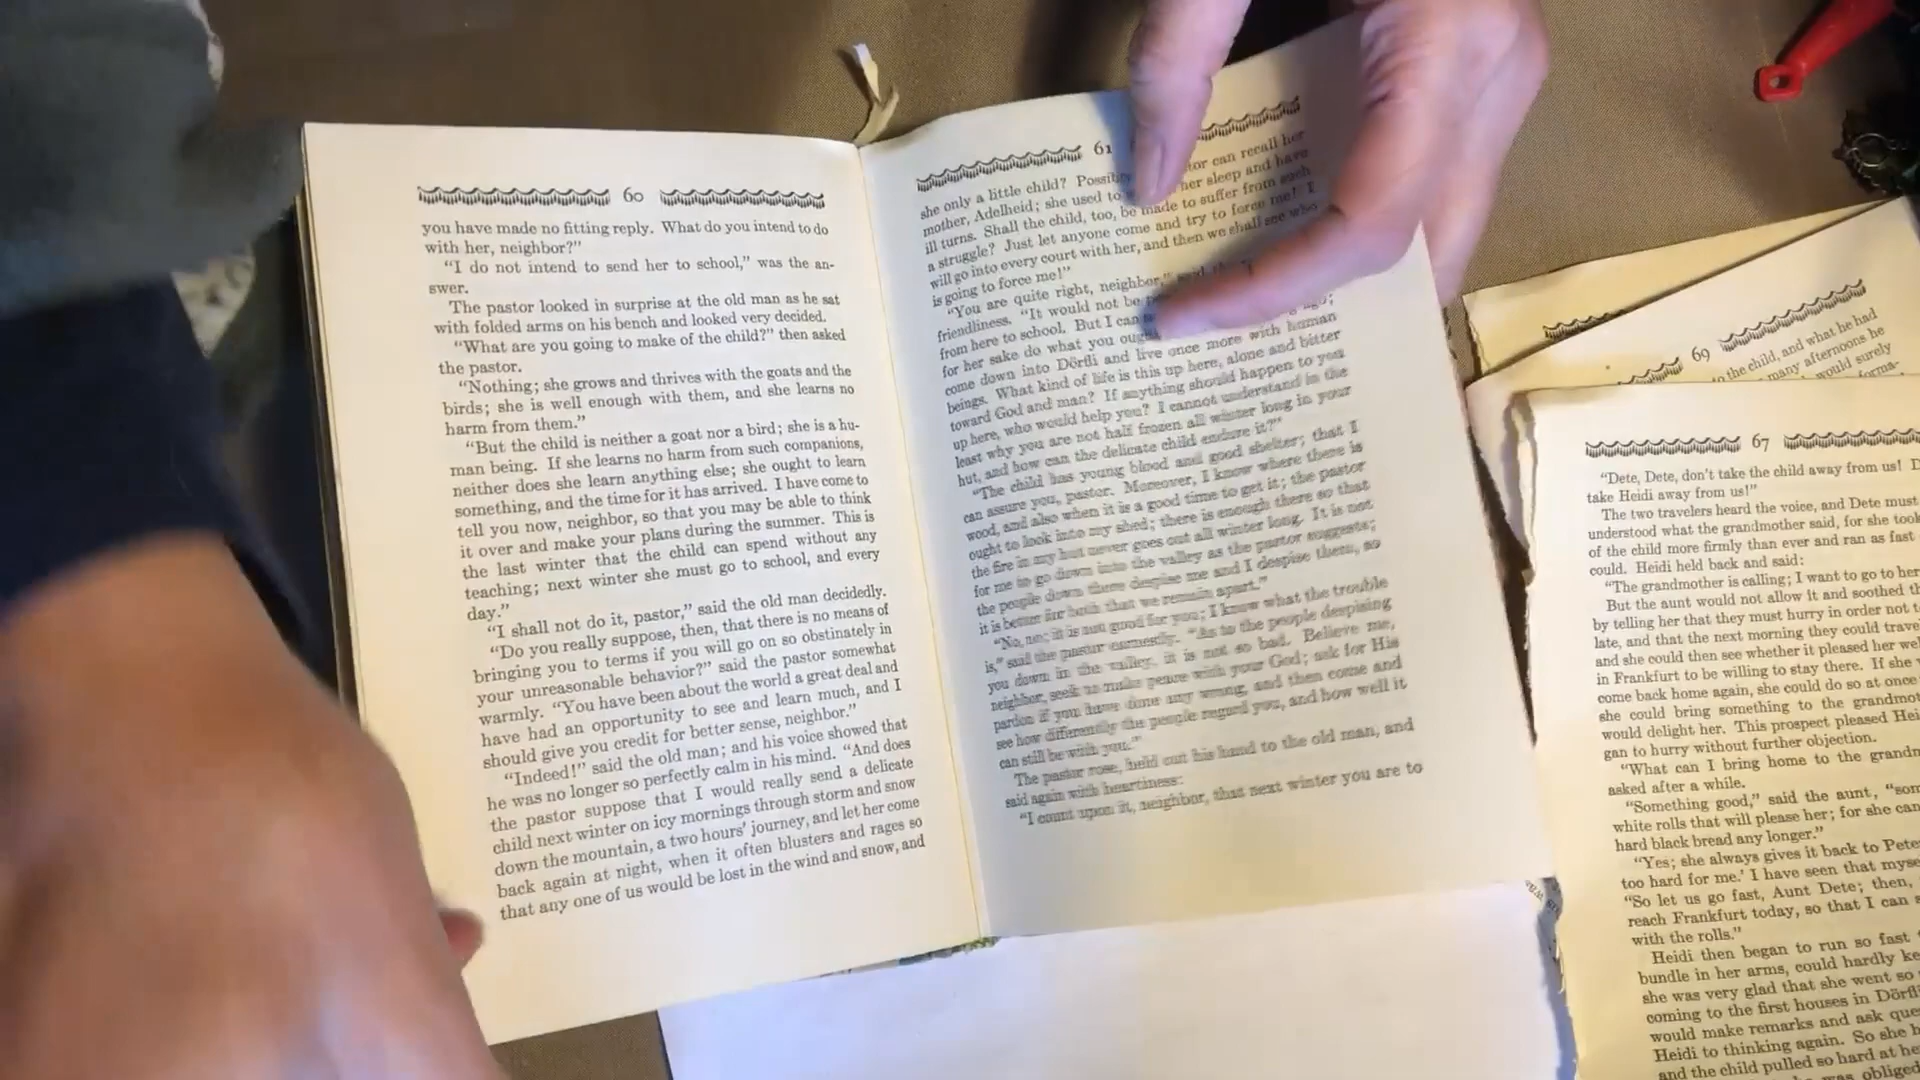 60
you have made no fitting reply. What do you intend to do
with her, neighbor?”
“I do not intend to send her to school,” was the an-
swer.
The pastor looked in surprise at the old man as he sat
with folded arms on his bench and looked very decided.
“What are you going to make of the child?” then asked
the pastor.
“Nothing; she grows and thrives with the goats and the
birds; she is well enough with them, and she learns no
harm from them.”
“But the child is neither a goat nor a bird; she is a hu-
man being. If she learns no harm from such companions,
neither does she learn anything else; she ought to learn
something, and the time for it has arrived. I have come to
tell you now, neighbor, so that you may be able to think
it over and make your plans during the summer. This is
the last winter that the child can spend without any
teaching; next winter she must go to school, and every
day.”
“I shall not do it, pastor,” said the old man decidedly.
“Do you really suppose, then, that there is no means of
bringing you to terms if you will go on so obstinately in
your unreasonable behavior?” said the pastor somewhat
warmly. “You have been about the world a great deal and
have had an opportunity to see and learn much, and I
should give you credit for better sense, neighbor.”
“Indeed!” said the old man; and his voice showed that
he was no longer so perfectly calm in his mind. “And does
the pastor suppose that I would really send a delicate
child next winter on icy mornings through storm and snow
down the mountain, a two hours’ journey, and let her come
back again at night, when it often blusters and rages so
that any one of us would be lost in the wind and snow, and
61
she only a little child? can recall her
mother, Adelheid; she used to her sleep and have
ill turns. Shall the child, too, be made to suffer from such
a struggle? Just let anyone come and try to force me! I
will go into every court with her, and then we shall see who
is going to force me!”
“You are quite right, neighbor,” said the
friendliness. “It would not be
from here to school. But I can
for her sake do what you
come down into Dörfli and live once more with human
beings. What kind of life is this up here, alone and bitter
toward God and man? If anything should happen to you
up here, who would help you? I cannot understand in the
least why you are not half frozen all winter long in your
hut, and how can the delicate child endure it?”
“The child has young blood and good shelter; that I
can assure you, pastor. Moreover, I know where there is
wood, and also when it is a good time to get it; the pastor
ought to look into my shed; there is enough there so that
the fire in my hut never goes out all winter long. It is not
for me to go down into the valley as the pastor suggests;
the people down there despise me and I despise them, so
it is better for both that we remain apart.”
“No, no; it is not good for you; I know what the trouble
is,” said the pastor earnestly. “As to the people despising
you down in the valley, it is not so bad. Believe me,
neighbor, seek to make peace with your God; ask for His
pardon if you have done any wrong, and then come and
see how differently the people regard you, and how well it
can still be with you.”
The pastor rose, held out his hand to the old man, and
said again with heartiness:
“I count upon it, neighbor, that next winter you are to
69
to the child, and what he had
many afternoons he
would surely
67
“Dete, Dete, don’t take the child away from us!
take Heidi away from us!”
The two travelers heard the voice, and Dete must
understood what the grandmother said, for she took
of the child more firmly than ever and ran as fast
could. Heidi held back and said:
“The grandmother is calling; I want to go to her
But the aunt would not allow it and soothed
by telling her that they must hurry in order not
late, and that the next morning they could
and she could then see whether it pleased her
in Frankfurt to be willing to stay there. If she
come back home again, she could do so at once
she could bring something to the
would delight her. This prospect pleased
gan to hurry without further objection.
“What can I bring home to the
asked after a while.
“Something good,” said the aunt,
white rolls that will please her; for she can
hard black bread any longer.”
“Yes; she always gives it back to
too hard for me.’ I have seen that
“So let us go fast, Aunt Dete; then,
reach Frankfurt today, so that I can
with the rolls.”
Heidi then began to run so fast
bundle in her arms, could hardly
she was very glad that she went so
coming to the first houses in
would make remarks and ask
Heidi to thinking again. So she
and the child pulled so hard at
was obliged